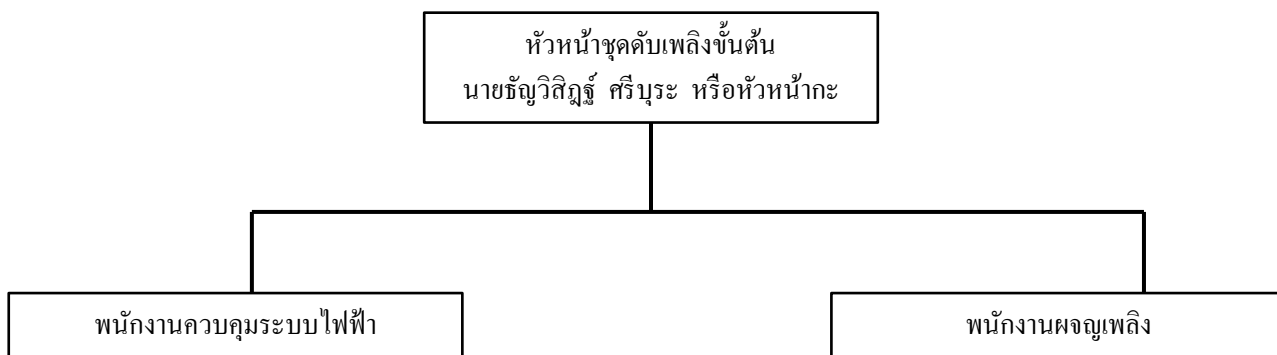 หัวหน้าชุดดับเพลิงขั้นต้น
นายธัญวิสิฎฐ์ ศรีบุระ หรือหัวหน้ากะ
พนักงานควบคุมระบบไฟฟ้า
พนักงานผจญเพลิง